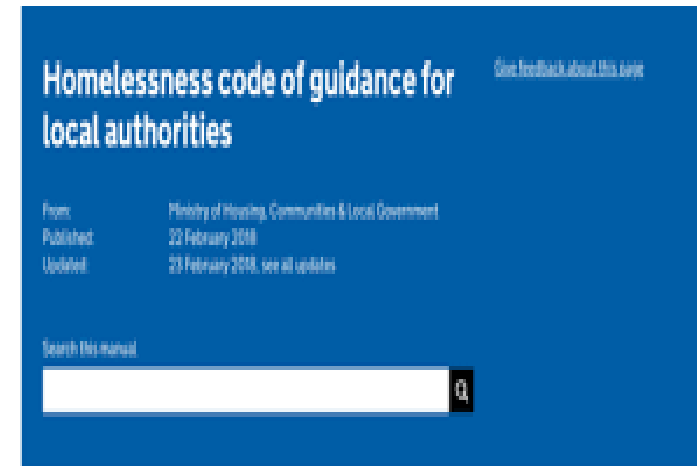 Homelessness code of guidance for
local authorities
Give feedback about this page
From: Ministry of Housing, Communities & Local Government
Published: 22 February 2018
Updated: 23 February 2018, see all updates
Search this manual